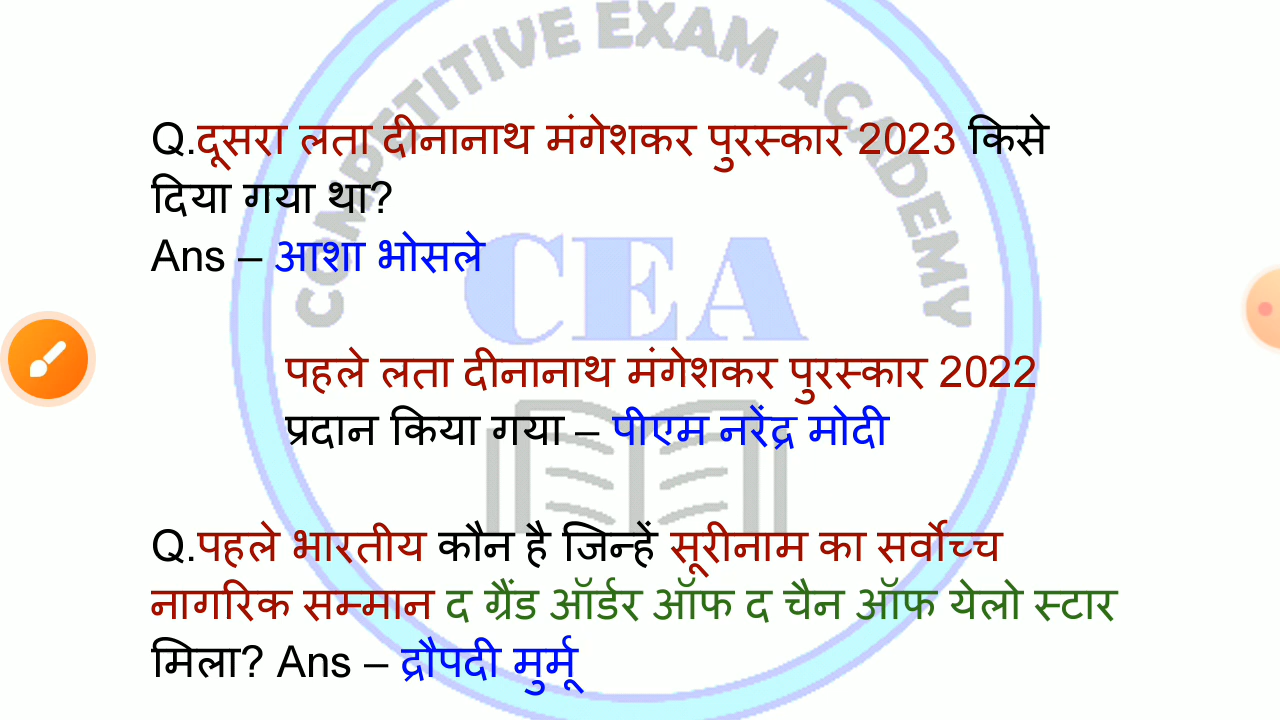 COMPETITIVE EXAM ACADEMY
Q.दूसरा लता दीनानाथ मंगेशकर पुरस्कार 2023 किसे
दिया गया था?
Ans – आशा भोसले
CEA
पहले लता दीनानाथ मंगेशकर पुरस्कार 2022
प्रदान किया गया – पीएम नरेंद्र मोदी
Q.पहले भारतीय कौन है जिन्हें सूरीनाम का सर्वोच्च
नागरिक सम्मान द ग्रैंड ऑर्डर ऑफ द चैन ऑफ येलो स्टार
मिला? Ans – द्रौपदी मुर्मू